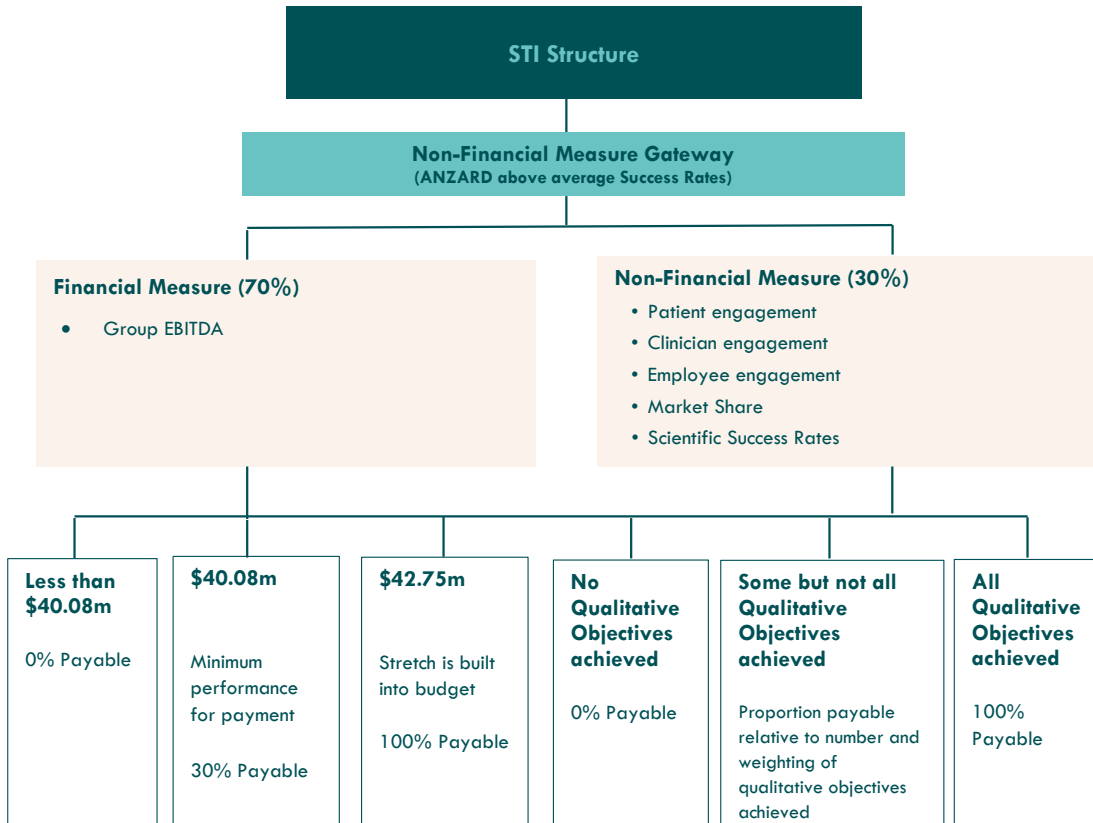 STI Structure
Non-Financial Measure Gateway
(ANZARD above average Success Rates)
Financial Measure (70%)
• Group EBITDA
Non-Financial Measure (30%)
• Patient engagement
• Clinician engagement
• Employee engagement
• Market Share
• Scientific Success Rates
Less than
$40.08m
0% Payable
$40.08m
Minimum
performance
for payment
30% Payable
$42.75m
Stretch is built
into budget
100% Payable
No
Qualitative
Objectives
achieved
0% Payable
Some but not all
Qualitative
Objectives
achieved
Proportion payable
relative to number and
weighting of
qualitative objectives
achieved
All
Qualitative
Objectives
achieved
100%
Payable